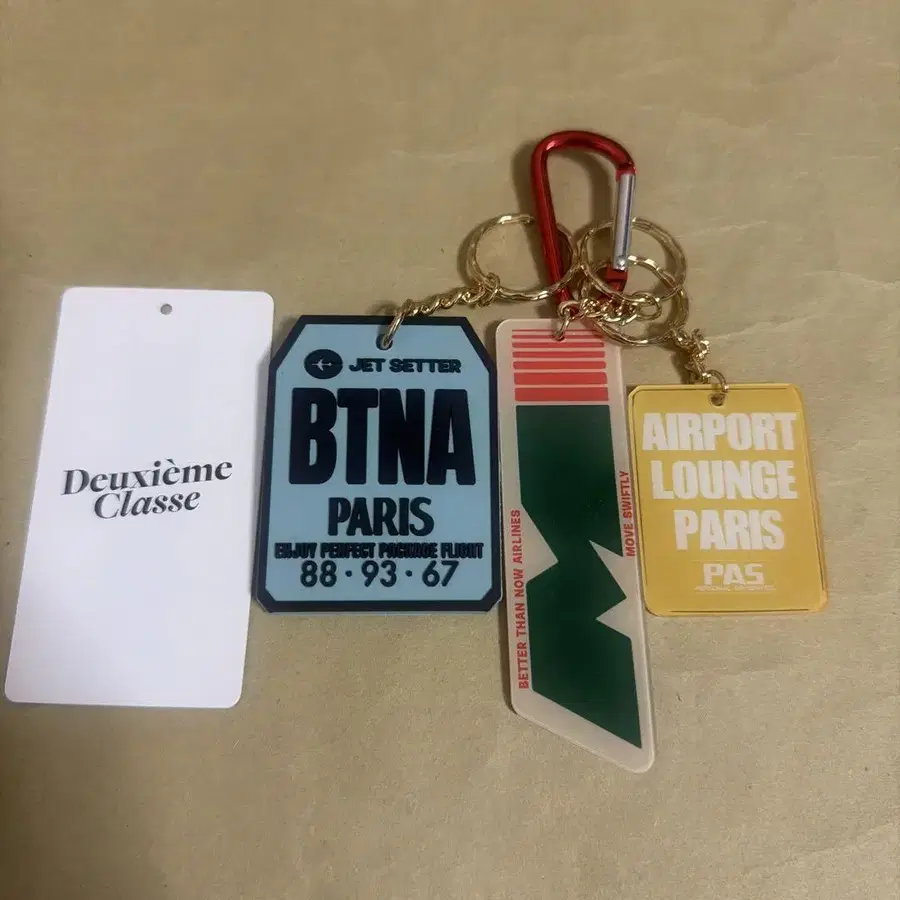 Deuxième
Classe
JET SETTER
BTNA
PARIS
ENJOY PERFECT PACKAGE FLIGHT
88·93·67
BETTER THAN NOW AIRLINES
MOVE SWIFTLY
AIRPORT
LOUNGE
PARIS
PAS